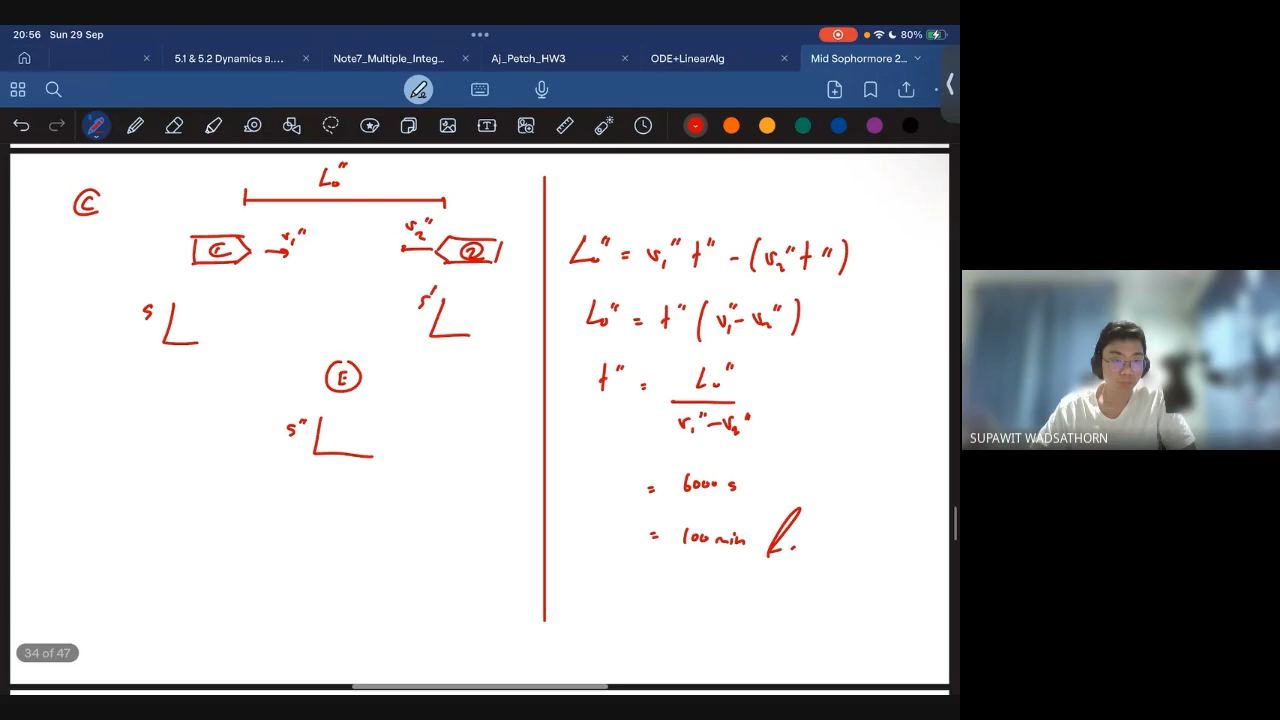 20:56 Sun 29 Sep
80%
5.1 & 5.2 Dynamics a....
Note7_Multiple_Integ...
Aj_Petch_HW3
ODE+LinearAlg
Mid Sophormore 2...
C
L₀"
C v₁"
v₂" 2
s
s'
E
s"
L₀" = v₁" t" - (v₂" t")
L₀" = t" (v₁" - v₂")
t" = L₀" / v₁" - v₂"
= 6000 s
= 100 min
34 of 47
SUPAWIT WADSATHORN